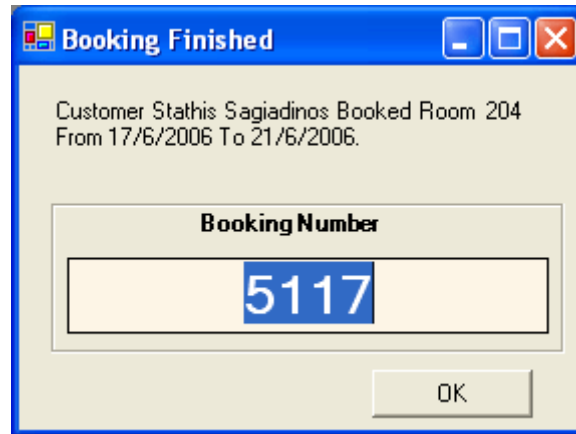 Booking Finished
Customer Stathis Sagiadinos Booked Room 204
From 17/6/2006 To 21/6/2006.
Booking Number
5117
OK